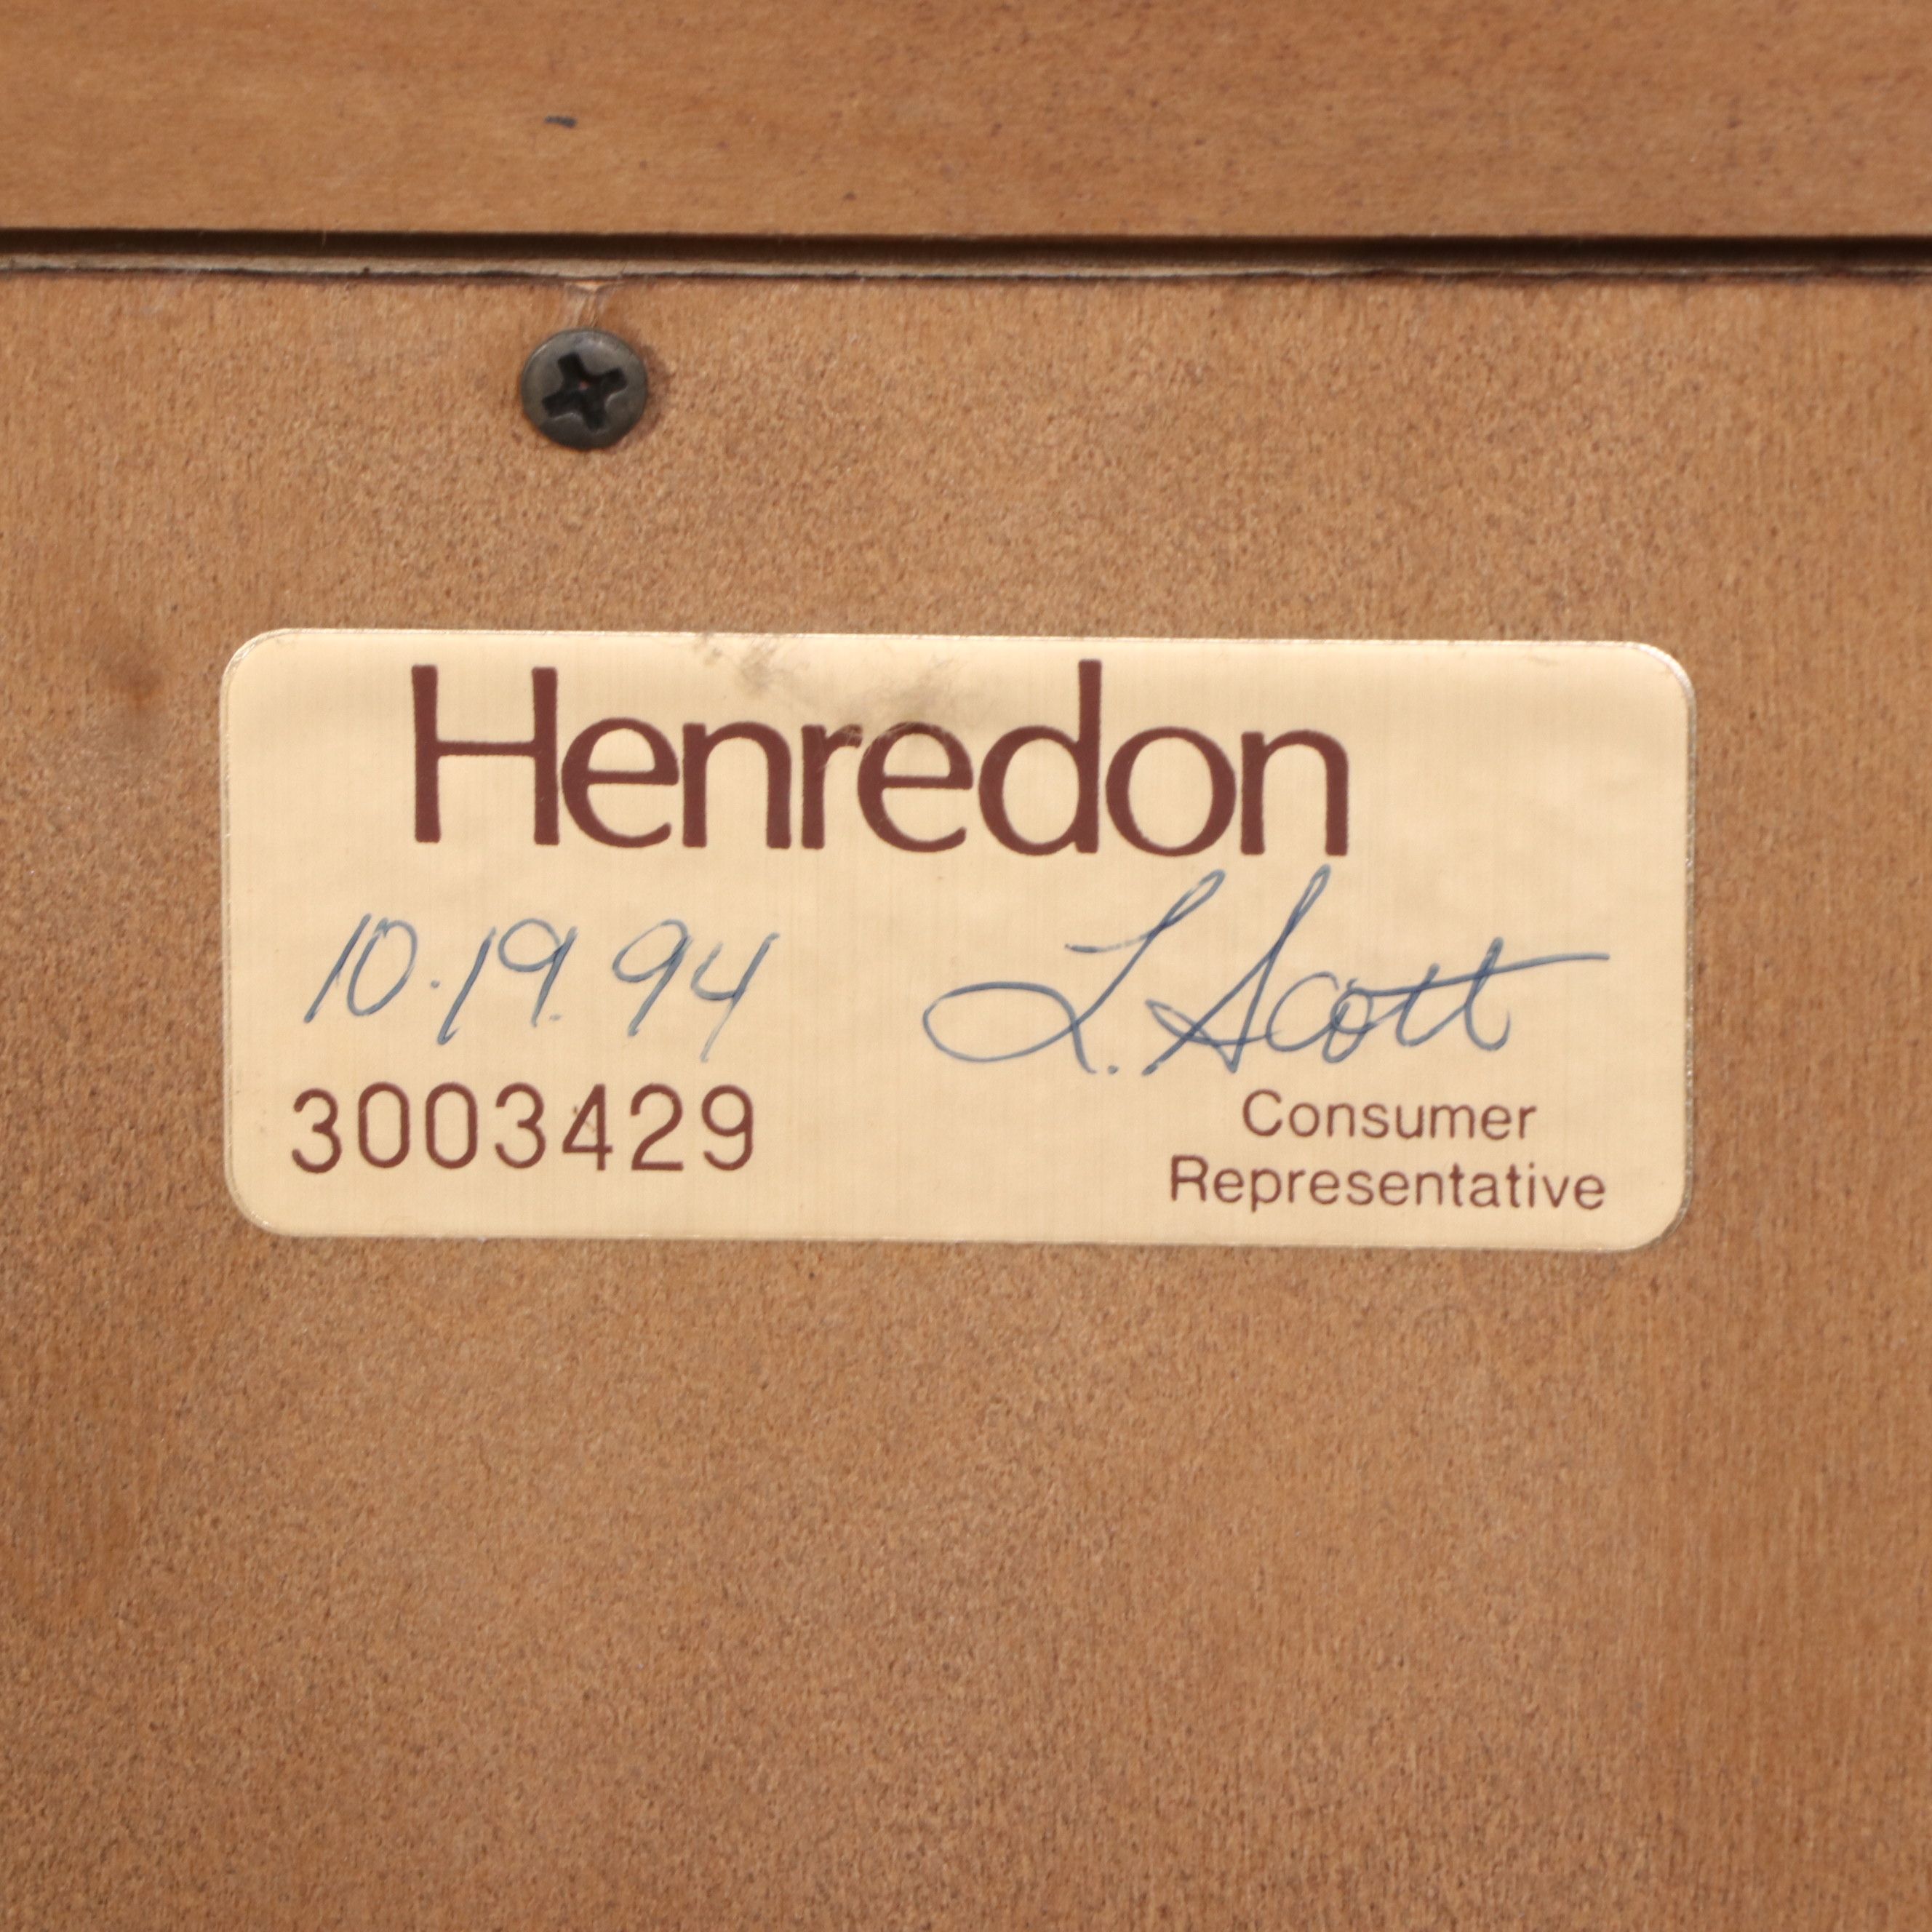 Henredon
10.19.94 L. Scott
3003429 Consumer
Representative